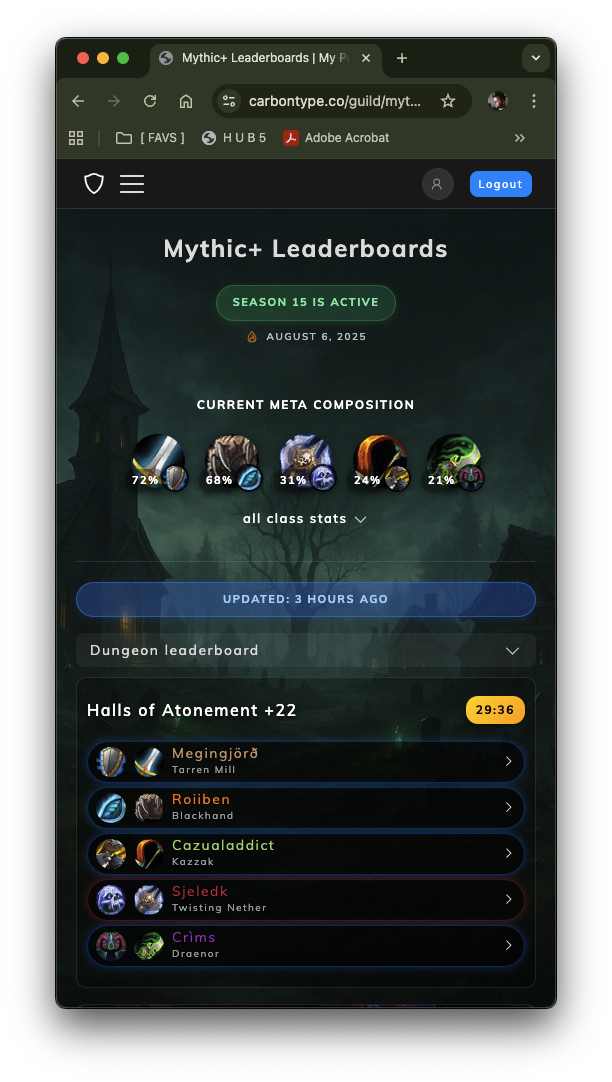 Mythic+ Leaderboards | My P
carbontype.co/guild/myt...
[ FAVS ]
H U B 5
Adobe Acrobat
Logout
Mythic+ Leaderboards
SEASON 15 IS ACTIVE
AUGUST 6, 2025
CURRENT META COMPOSITION
72% 68% 31% 24% 21%
all class stats
UPDATED: 3 HOURS AGO
Dungeon leaderboard
Halls of Atonement +22
29:36
Megingjörð
Tarren Mill
Roiiben
Blackhand
Cazualaddict
Kazzak
Sjeledk
Twisting Nether
Crìms
Draenor